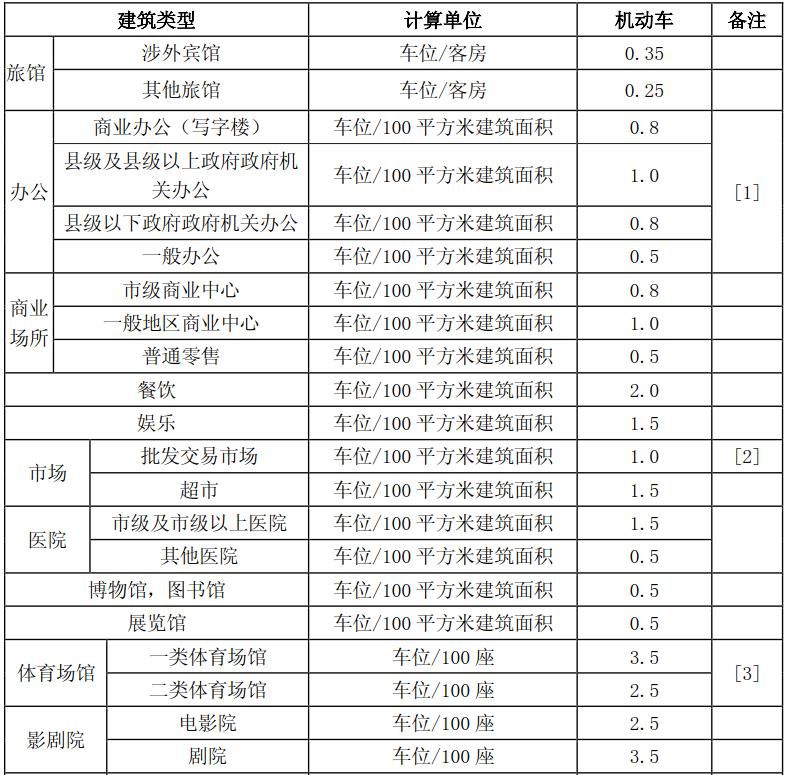 建筑类型 计算单位 机动车 备注
旅馆 涉外宾馆 车位/客房 0.35
其他旅馆 车位/客房 0.25
办公 商业办公（写字楼） 车位/100 平方米建筑面积 0.8 [1]
县级及县级以上政府政府机
关办公 车位/100 平方米建筑面积 1.0
县级以下政府政府机关办公 车位/100 平方米建筑面积 0.8
一般办公 车位/100 平方米建筑面积 0.5
商业
场所 市级商业中心 车位/100 平方米建筑面积 0.8
一般地区商业中心 车位/100 平方米建筑面积 1.0
普通零售 车位/100 平方米建筑面积 0.5
餐饮 车位/100 平方米建筑面积 2.0
娱乐 车位/100 平方米建筑面积 1.5
市场 批发交易市场 车位/100 平方米建筑面积 1.0 [2]
超市 车位/100 平方米建筑面积 1.5
医院 市级及市级以上医院 车位/100 平方米建筑面积 1.5
其他医院 车位/100 平方米建筑面积 0.5
博物馆，图书馆 车位/100 平方米建筑面积 0.5
展览馆 车位/100 平方米建筑面积 0.5
体育场馆 一类体育场馆 车位/100 座 3.5 [3]
二类体育场馆 车位/100 座 2.5
影剧院 电影院 车位/100 座 2.5
剧院 车位/100 座 3.5